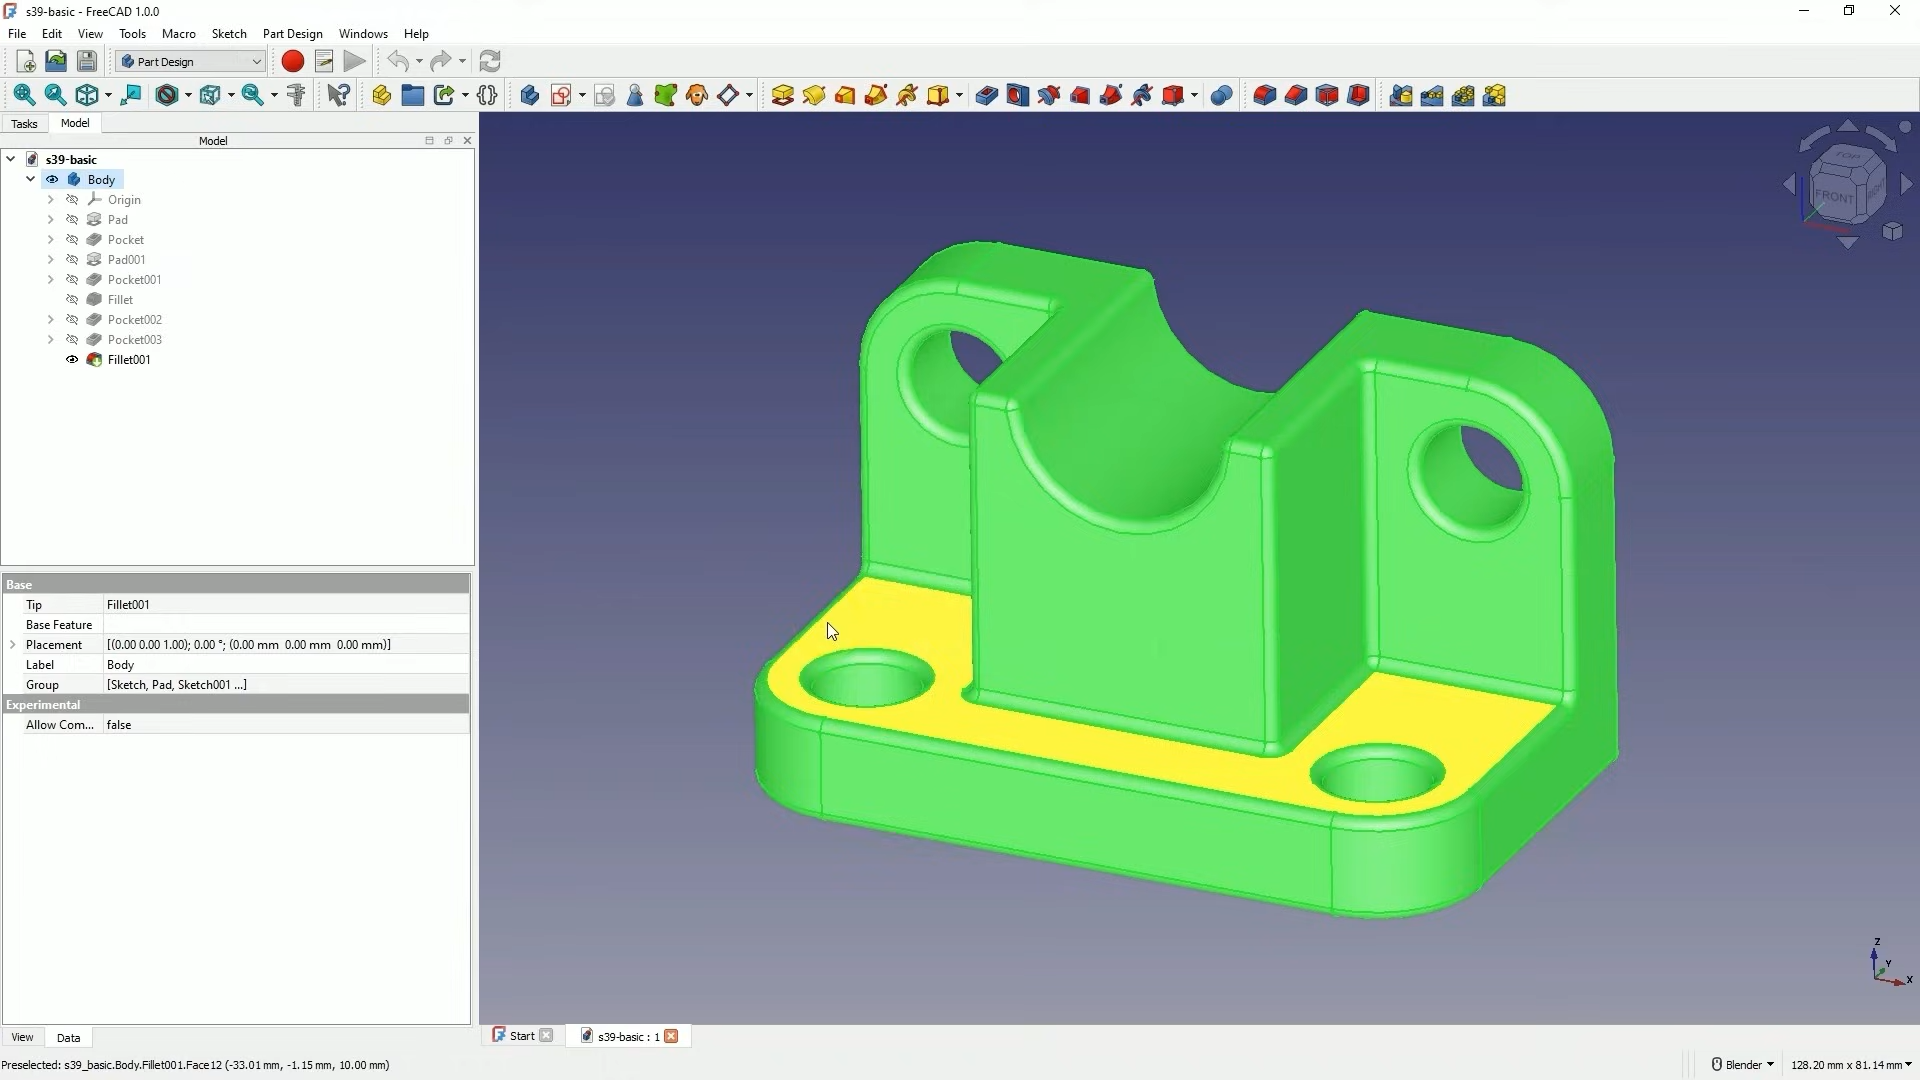 s39-basic - FreeCAD 1.0.0
File Edit View Tools Macro Sketch Part Design Windows Help
Part Design
Tasks Model
Model
s39-basic
Body
Origin
Pad
Pocket
Pad001
Pocket001
Fillet
Pocket002
Pocket003
Fillet001
TOP
FRONT
RIGHT
Base
Tip Fillet001
Base Feature
Placement [(0.00 0.00 1.00); 0.00 °; (0.00 mm 0.00 mm 0.00 mm)]
Label Body
Group [Sketch, Pad, Sketch001 ...]
Experimental
Allow Com... false
Z
Y
X
View Data
Start s39-basic : 1
Preselected: s39_basic.Body.Fillet001.Face12 (-33.01 mm, -1.15 mm, 10.00 mm)
Blender 128.20 mm x 81.14 mm